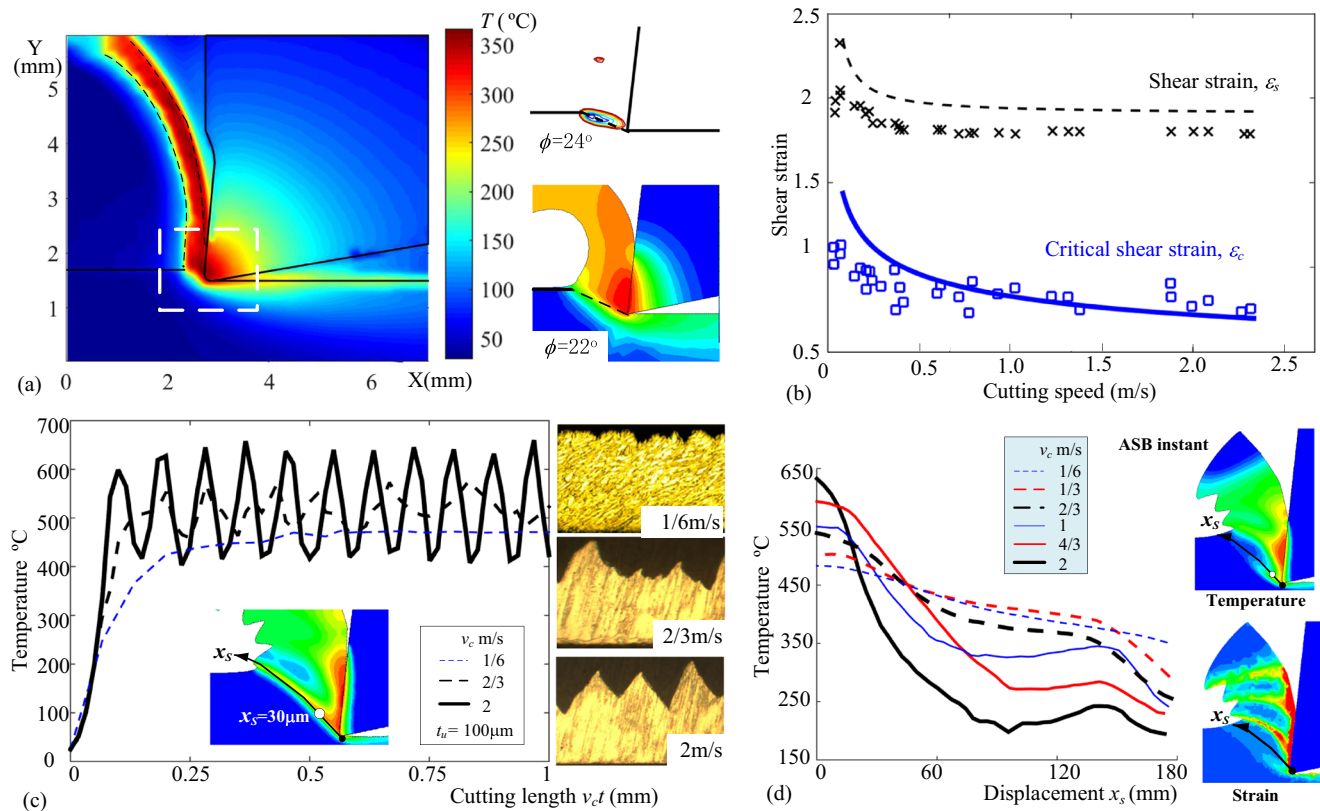 T (ºC)
Y
(mm)
5
4
3
2
1
0
2
4
6
X(mm)
350
300
250
200
150
100
50
ϕ=24°
ϕ=22°
(a)
2.5
2
1.5
1
0.5
Shear strain
Shear strain, εs
Critical shear strain, εc
0
0.5
1.0
1.5
2.0
2.5
Cutting speed (m/s)
(b)
700
600
500
400
300
200
100
0
Temperature ºC
0
0.25
0.5
0.75
1
Cutting length vct (mm)
xs
xs=30μm
vc m/s
1/6
2/3
2
tu= 100μm
1/6m/s
2/3m/s
2m/s
(c)
650
550
450
350
250
150
Temperature ºC
0
60
120
180
Displacement xs (mm)
vc m/s
1/6
1/3
2/3
1
4/3
2
ASB instant
xs
Temperature
xs
Strain
(d)